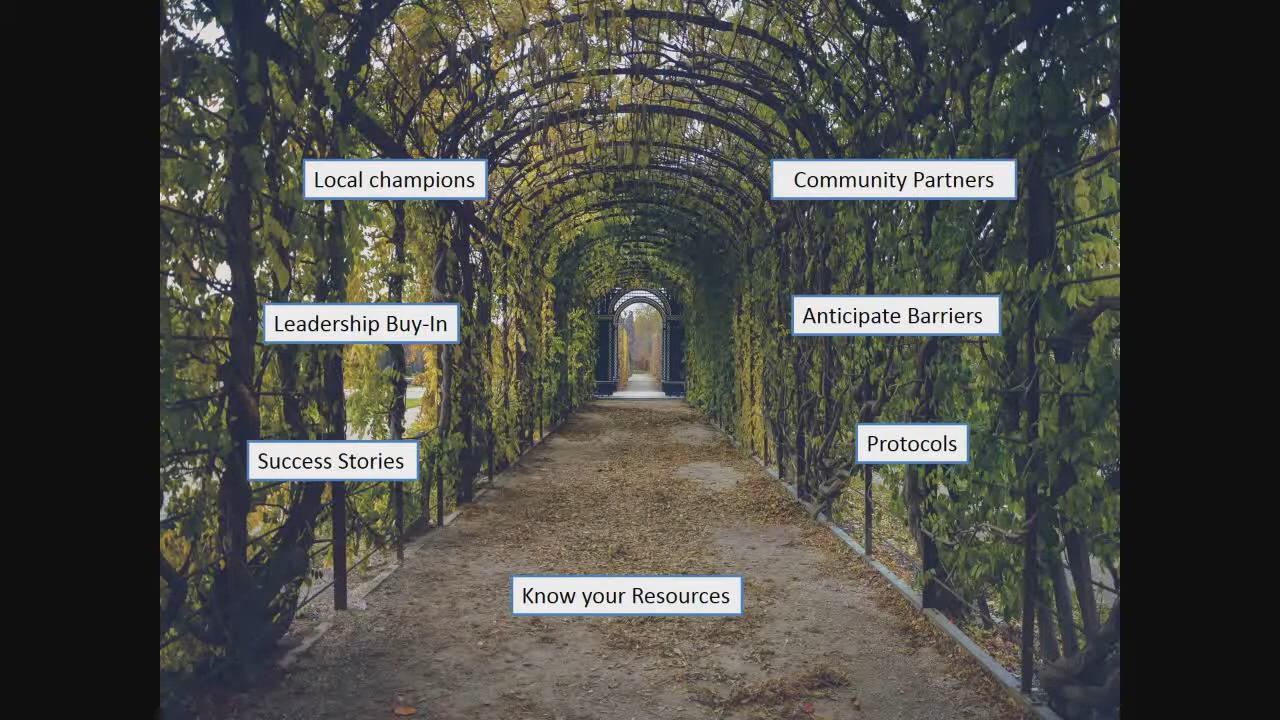 Local champions
Community Partners
Leadership Buy-In
Anticipate Barriers
Success Stories
Protocols
Know your Resources